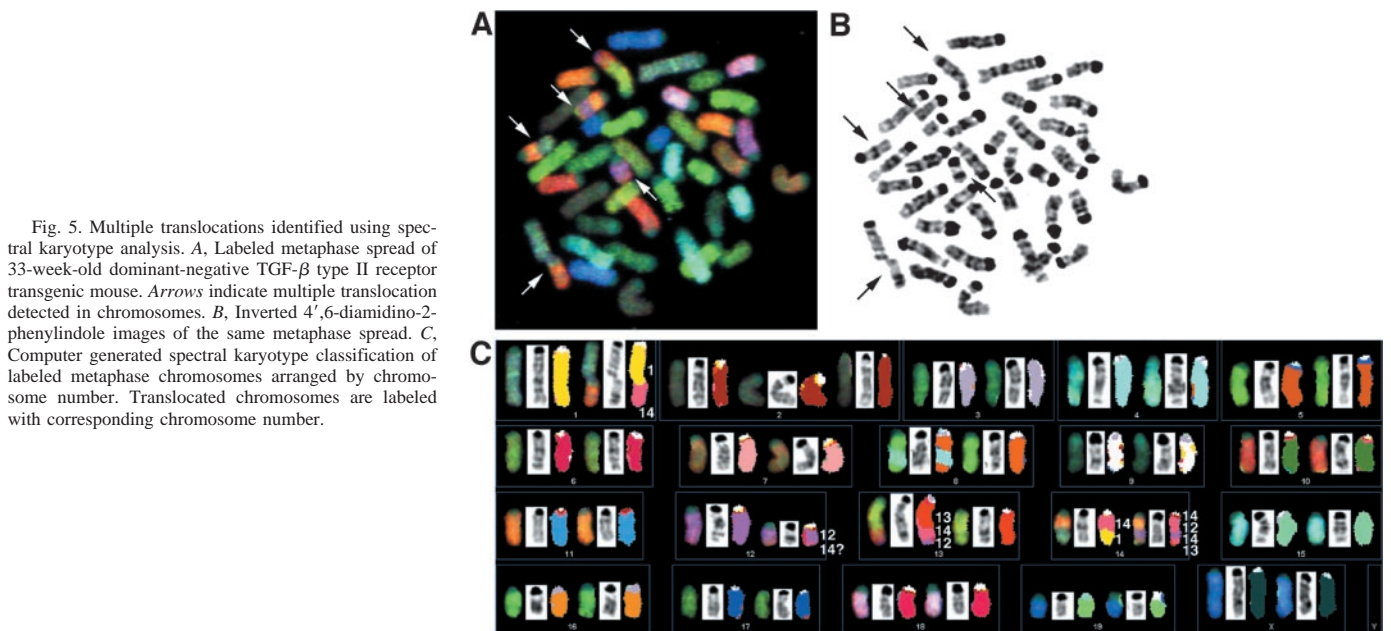 Fig. 5. Multiple translocations identified using spec-
tral karyotype analysis. A, Labeled metaphase spread of
33-week-old dominant-negative TGF-β type II receptor
transgenic mouse. Arrows indicate multiple translocation
detected in chromosomes. B, Inverted 4′,6-diamidino-2-
phenylindole images of the same metaphase spread. C,
Computer generated spectral karyotype classification of
labeled metaphase chromosomes arranged by chromo-
some number. Translocated chromosomes are labeled
with corresponding chromosome number.
A
B
C
1
14
1
2
3
4
5
6
7
8
9
10
12
14?
13
14
12
14
1
14
12
14
13
11
12
13
14
15
16
17
18
19
X
Y